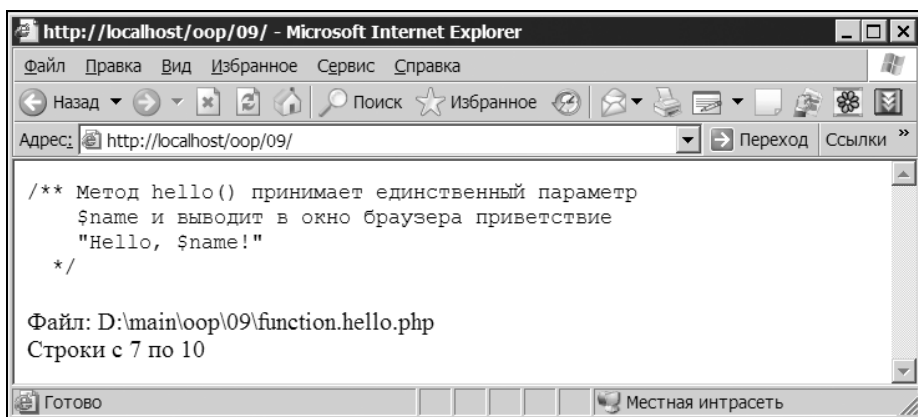 http://localhost/oop/09/ - Microsoft Internet Explorer
Файл Правка Вид Избранное Сервис Справка
Назад Поиск Избранное
Адрес: http://localhost/oop/09/ Переход Ссылки »
/** Метод hello() принимает единственный параметр
$name и выводит в окно браузера приветствие
"Hello, $name!"
*/
Файл: D:\main\oop\09\function.hello.php
Строки с 7 по 10
Готово Местная интрасеть